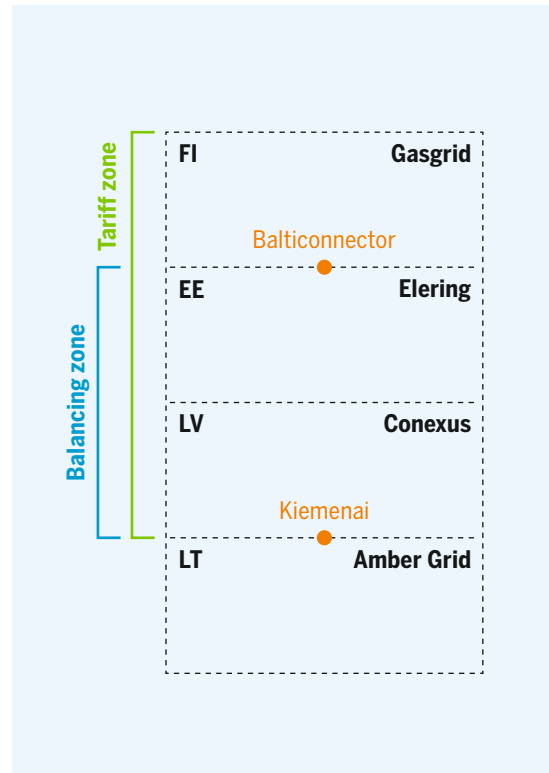 Tariff zone
Balancing zone
FI Gasgrid
Balticonnector
EE Elering
LV Conexus
Kiemenai
LT Amber Grid